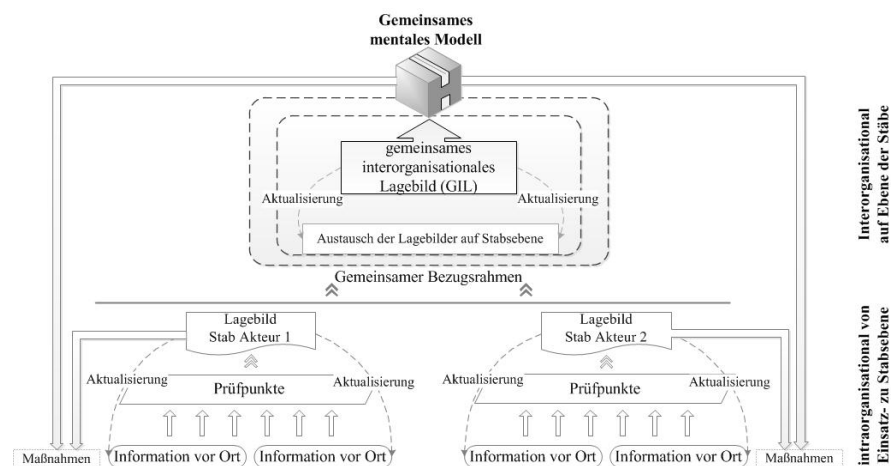 Gemeinsames
mentales Modell
gemeinsames
interorganisationales
Lagebild (GIL)
Aktualisierung
Aktualisierung
Austausch der Lagebilder auf Stabsebene
Gemeinsamer Bezugsrahmen
Interorganisational
auf Ebene der Stäbe
Lagebild
Stab Akteur 1
Lagebild
Stab Akteur 2
Aktualisierung
Prüfpunkte
Aktualisierung
Aktualisierung
Prüfpunkte
Aktualisierung
Maßnahmen
Information vor Ort
Information vor Ort
Information vor Ort
Information vor Ort
Maßnahmen
intraorganisational von
Einsatz- zu Stabsebene